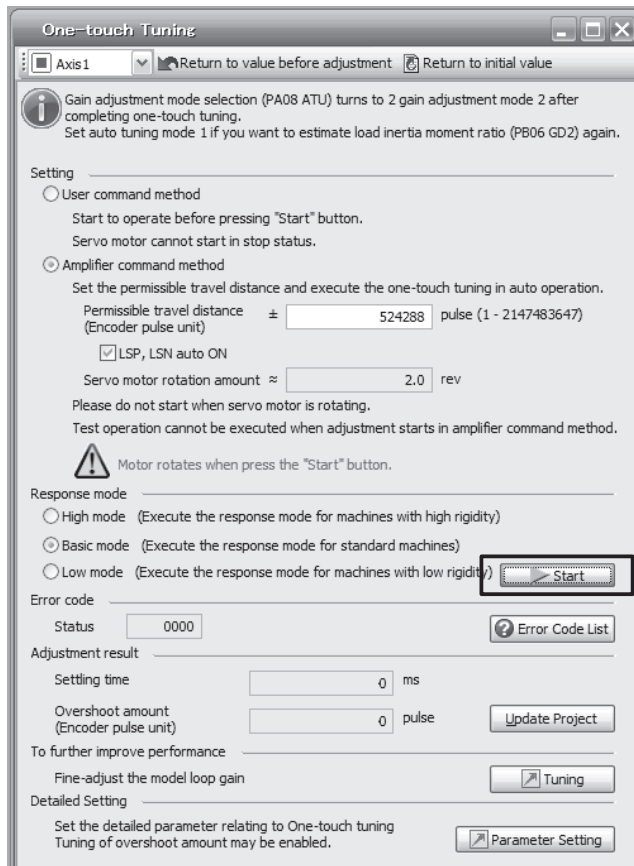 One-touch Tuning
Axis1 Return to value before adjustment Return to initial value
Gain adjustment mode selection (PA08 ATU) turns to 2 gain adjustment mode 2 after
completing one-touch tuning.
Set auto tuning mode 1 if you want to estimate load inertia moment ratio (PB06 GD2) again.
Setting
User command method
Start to operate before pressing "Start" button.
Servo motor cannot start in stop status.
Amplifier command method
Set the permissible travel distance and execute the one-touch tuning in auto operation.
Permissible travel distance ± 524288 pulse (1 - 2147483647)
(Encoder pulse unit)
LSP, LSN auto ON
Servo motor rotation amount ≈ 2.0 rev
Please do not start when servo motor is rotating.
Test operation cannot be executed when adjustment starts in amplifier command method.
Motor rotates when press the "Start" button.
Response mode
High mode (Execute the response mode for machines with high rigidity)
Basic mode (Execute the response mode for standard machines)
Low mode (Execute the response mode for machines with low rigidity) Start
Error code
Status 0000 Error Code List
Adjustment result
Settling time 0 ms
Overshoot amount 0 pulse Update Project
(Encoder pulse unit)
To further improve performance
Fine-adjust the model loop gain Tuning
Detailed Setting
Set the detailed parameter relating to One-touch tuning
Tuning of overshoot amount may be enabled. Parameter Setting